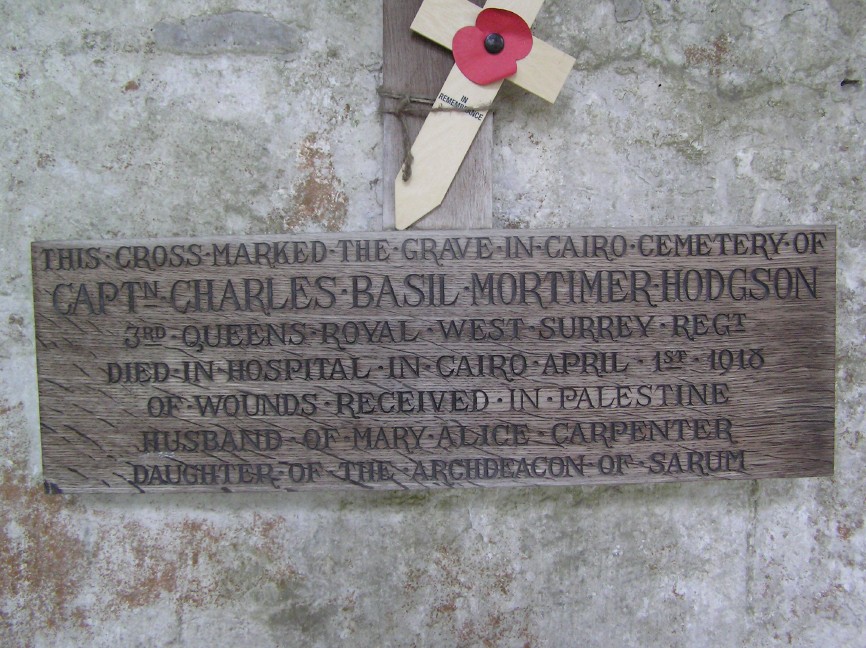 IN
REMEMBRANCE
THIS·CROSS·MARKED·THE·GRAVE·IN·CAIRO·CEMETERY·OF
CAPTN·CHARLES·BASIL·MORTIMER·HODGSON
3RD·QUEENS·ROYAL·WEST·SURREY·REGT
DIED·IN·HOSPITAL·IN·CAIRO·APRIL·1ST·1918
OF·WOUNDS·RECEIVED·IN·PALESTINE
HUSBAND·OF·MARY·ALICE·CARPENTER
DAUGHTER·OF·THE·ARCHDEACON·OF·SARUM